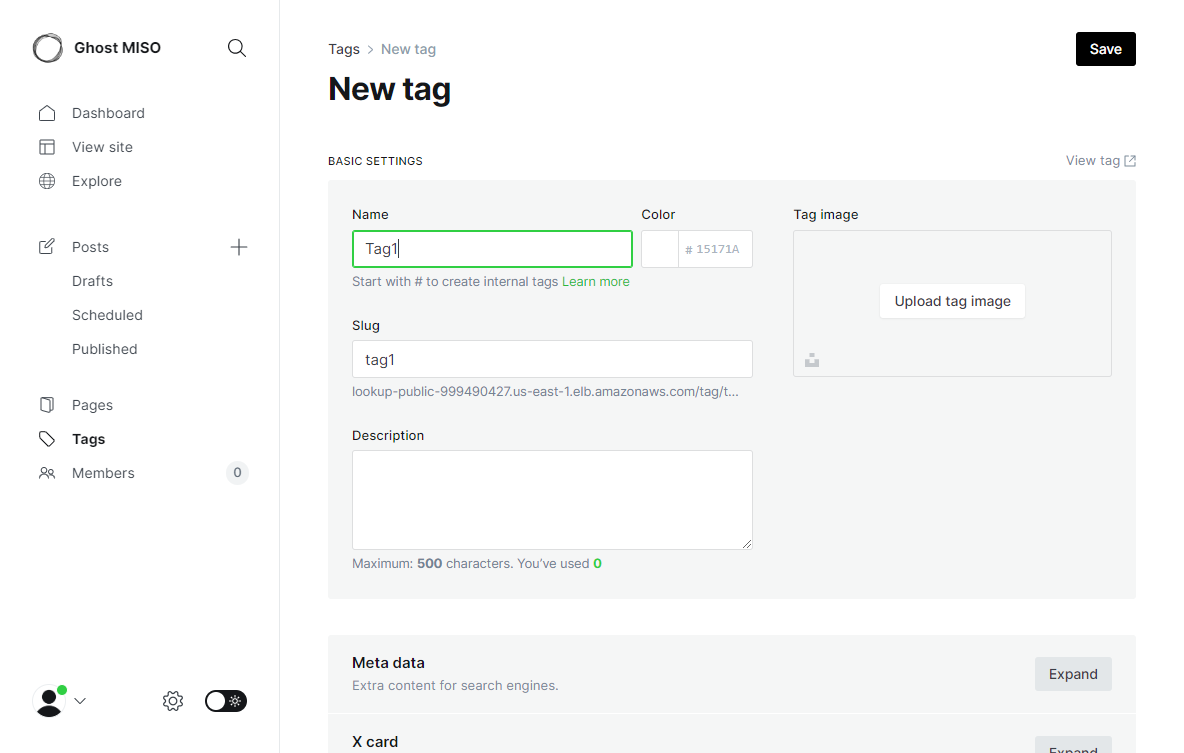 Ghost MISO
Dashboard
View site
Explore
Posts
Drafts
Scheduled
Published
Pages
Tags
Members 0
Tags > New tag
Save
New tag
BASIC SETTINGS
View tag
Name
Color
Tag image
Tag1
# 15171A
Start with # to create internal tags Learn more
Upload tag image
Slug
tag1
lookup-public-999490427.us-east-1.elb.amazonaws.com/tag/t...
Description
Maximum: 500 characters. You’ve used 0
Meta data
Extra content for search engines.
Expand
X card
Expand